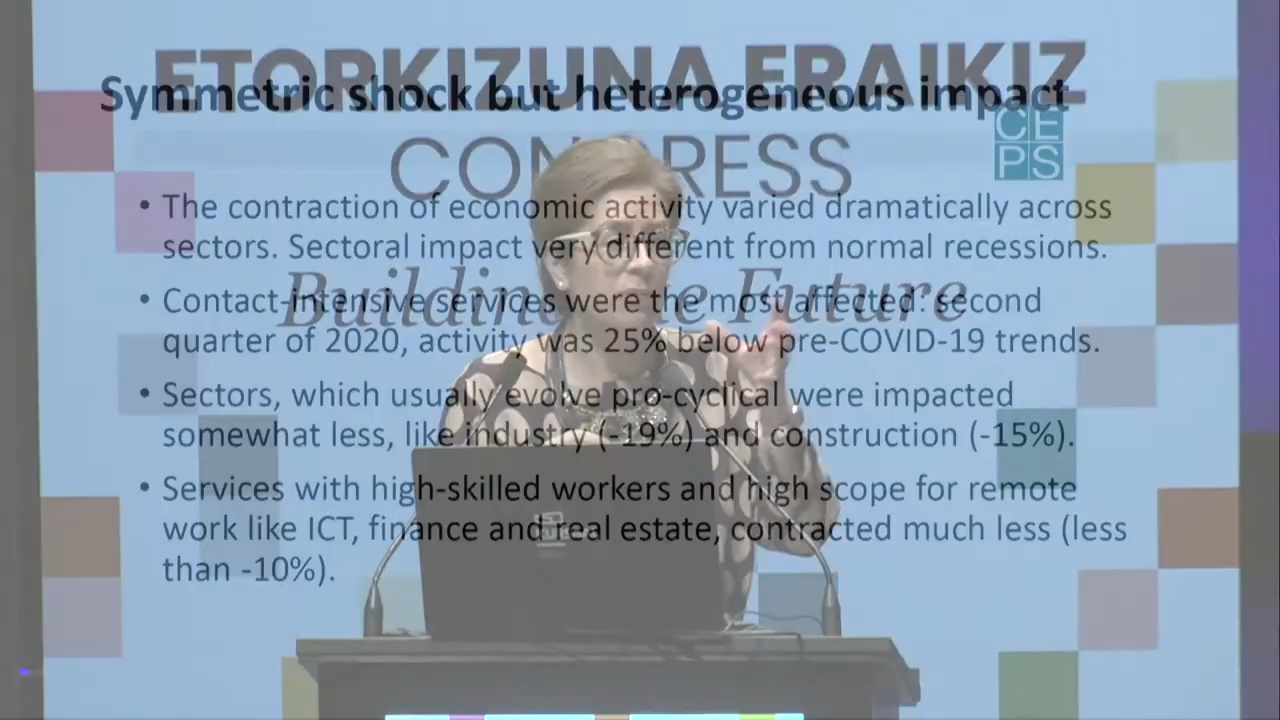 ETORKIZUNA ERAIKIZ
Symmetric shock but heterogeneous impact
CE
PS
CONGRESS
• The contraction of economic activity varied dramatically across
sectors. Sectoral impact very different from normal recessions.
Building the Future
• Contact-intensive services were the most affected: second
quarter of 2020, activity was 25% below pre-COVID-19 trends.
• Sectors, which usually evolve pro-cyclical were impacted
somewhat less, like industry (-19%) and construction (-15%).
• Services with high-skilled workers and high scope for remote
work like ICT, finance and real estate, contracted much less (less
than -10%).